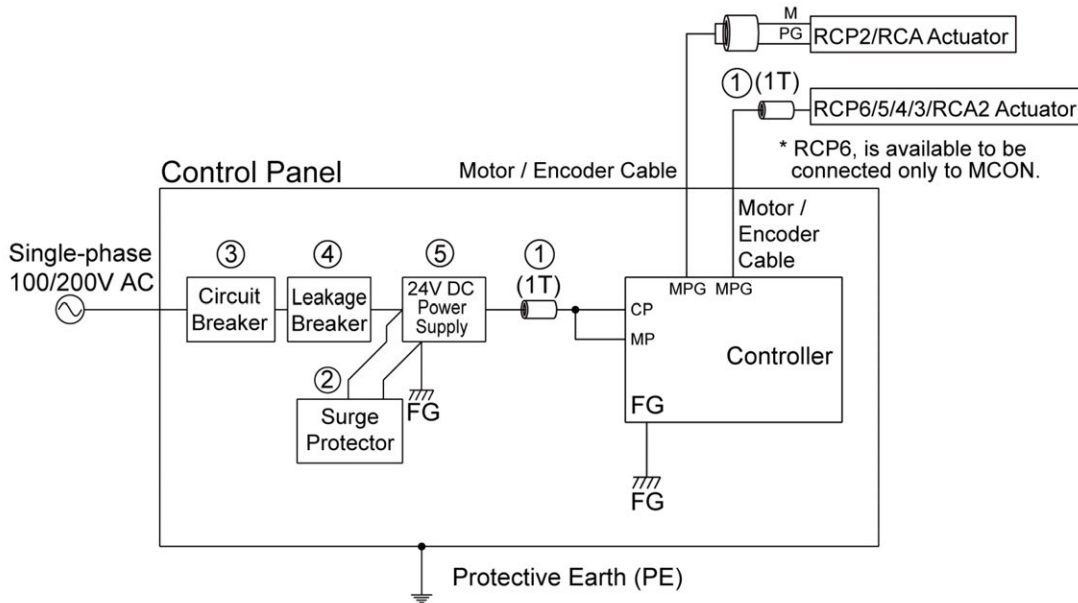 M
PG
RCP2/RCA Actuator
① (1T)
RCP6/5/4/3/RCA2 Actuator
* RCP6, is available to be
connected only to MCON.
Control Panel
Motor / Encoder Cable
Motor /
Encoder
Cable
Single-phase
100/200V AC
③
Circuit
Breaker
④
Leakage
Breaker
⑤
24V DC
Power
Supply
①
(1T)
MPG MPG
CP
MP
Controller
FG
②
Surge
Protector
FG
FG
Protective Earth (PE)